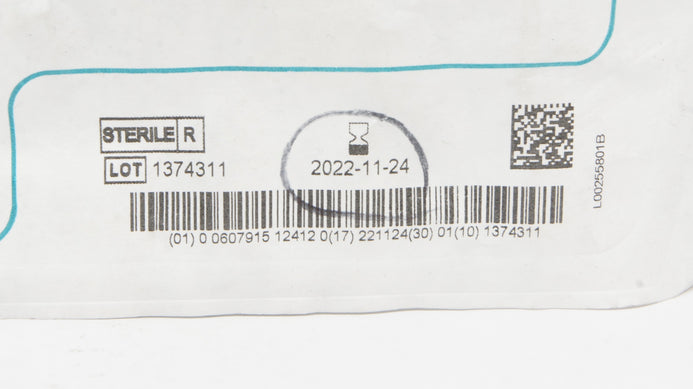 STERILE R
LOT 1374311
2022-11-24
(01) 0 0607915 12412 0(17) 221124(30) 01(10) 1374311
L00255801B